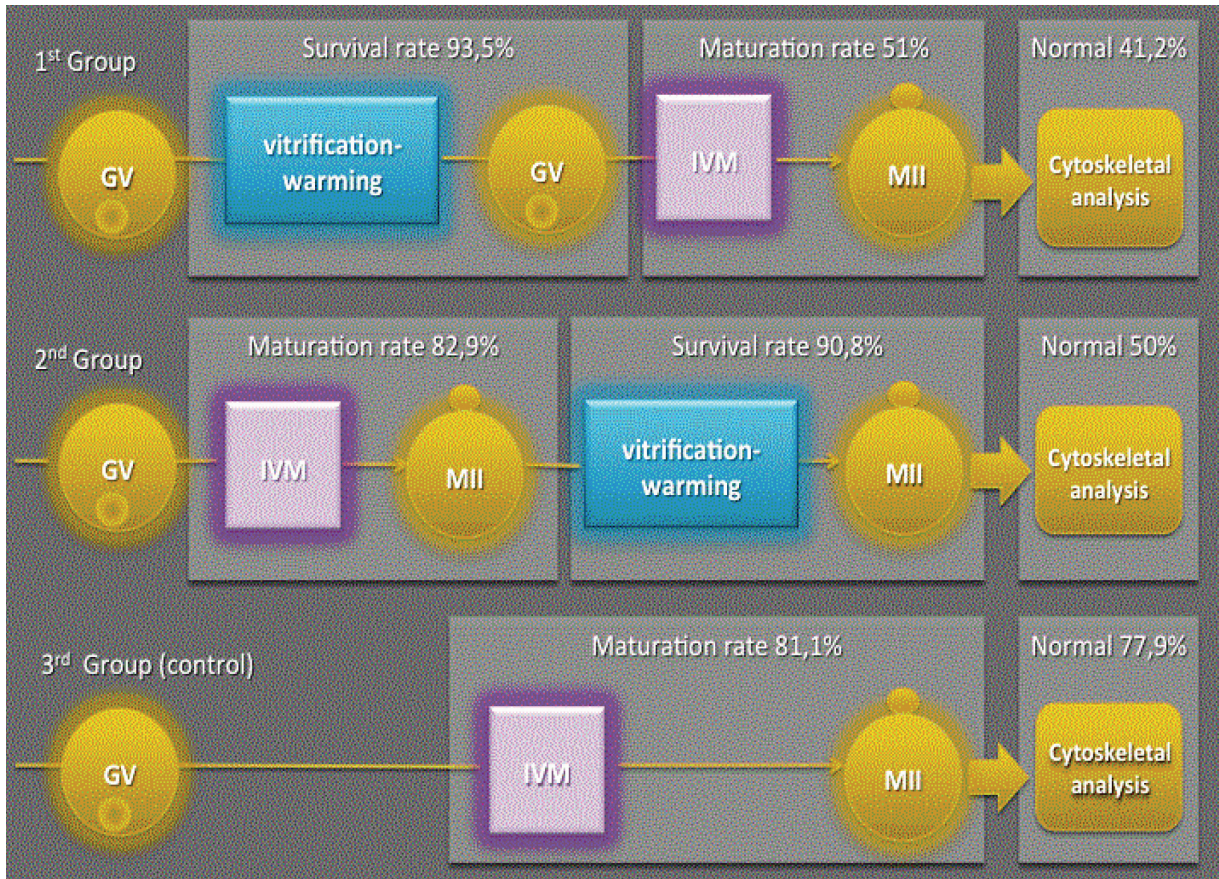 1st Group
Survival rate 93,5%
Maturation rate 51%
Normal 41,2%
GV
vitrification-
warming
GV
IVM
MII
Cytoskeletal
analysis
2nd Group
Maturation rate 82,9%
Survival rate 90,8%
Normal 50%
GV
IVM
MII
vitrification-
warming
MII
Cytoskeletal
analysis
3rd Group (control)
Maturation rate 81,1%
Normal 77,9%
GV
IVM
MII
Cytoskeletal
analysis